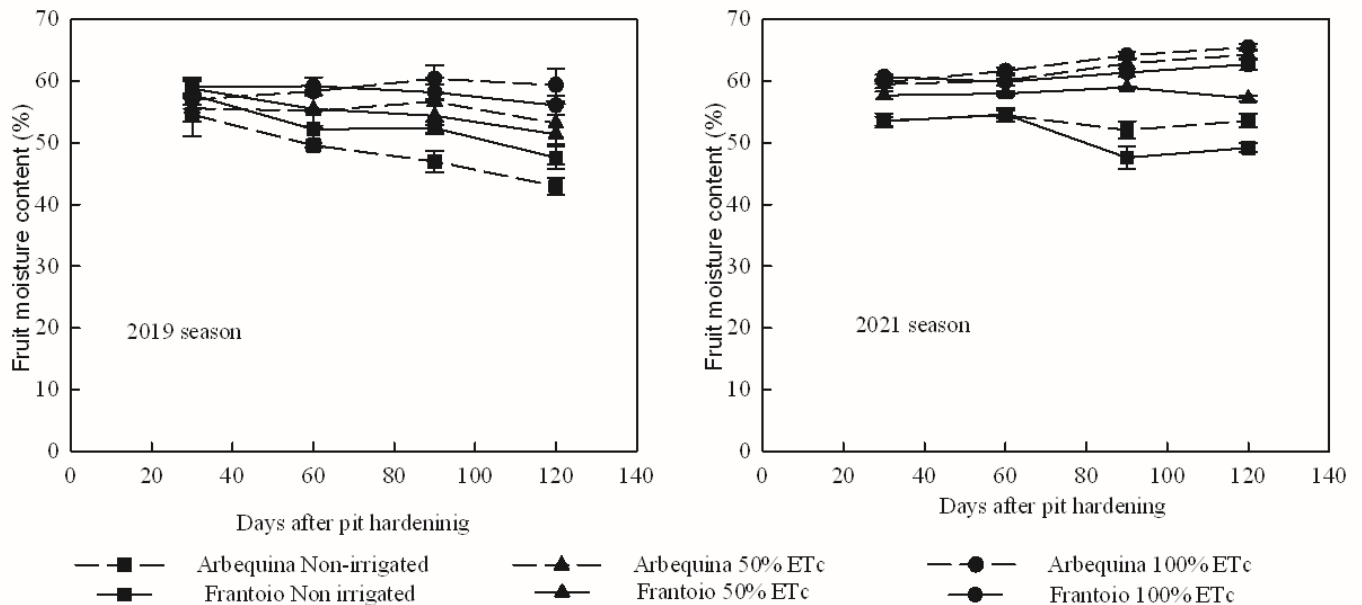 70
60
50
40
30
20
10
0
Fruit moisture content (%)
2019 season
0 20 40 60 80 100 120 140
Days after pit hardeninig
70
60
50
40
30
20
10
0
Fruit moisture content (%)
2021 season
0 20 40 60 80 100 120 140
Days after pit hardening
Arbequina Non-irrigated Arbequina 50% ETc Arbequina 100% ETc
Frantoio Non irrigated Frantoio 50% ETc Frantoio 100% ETc